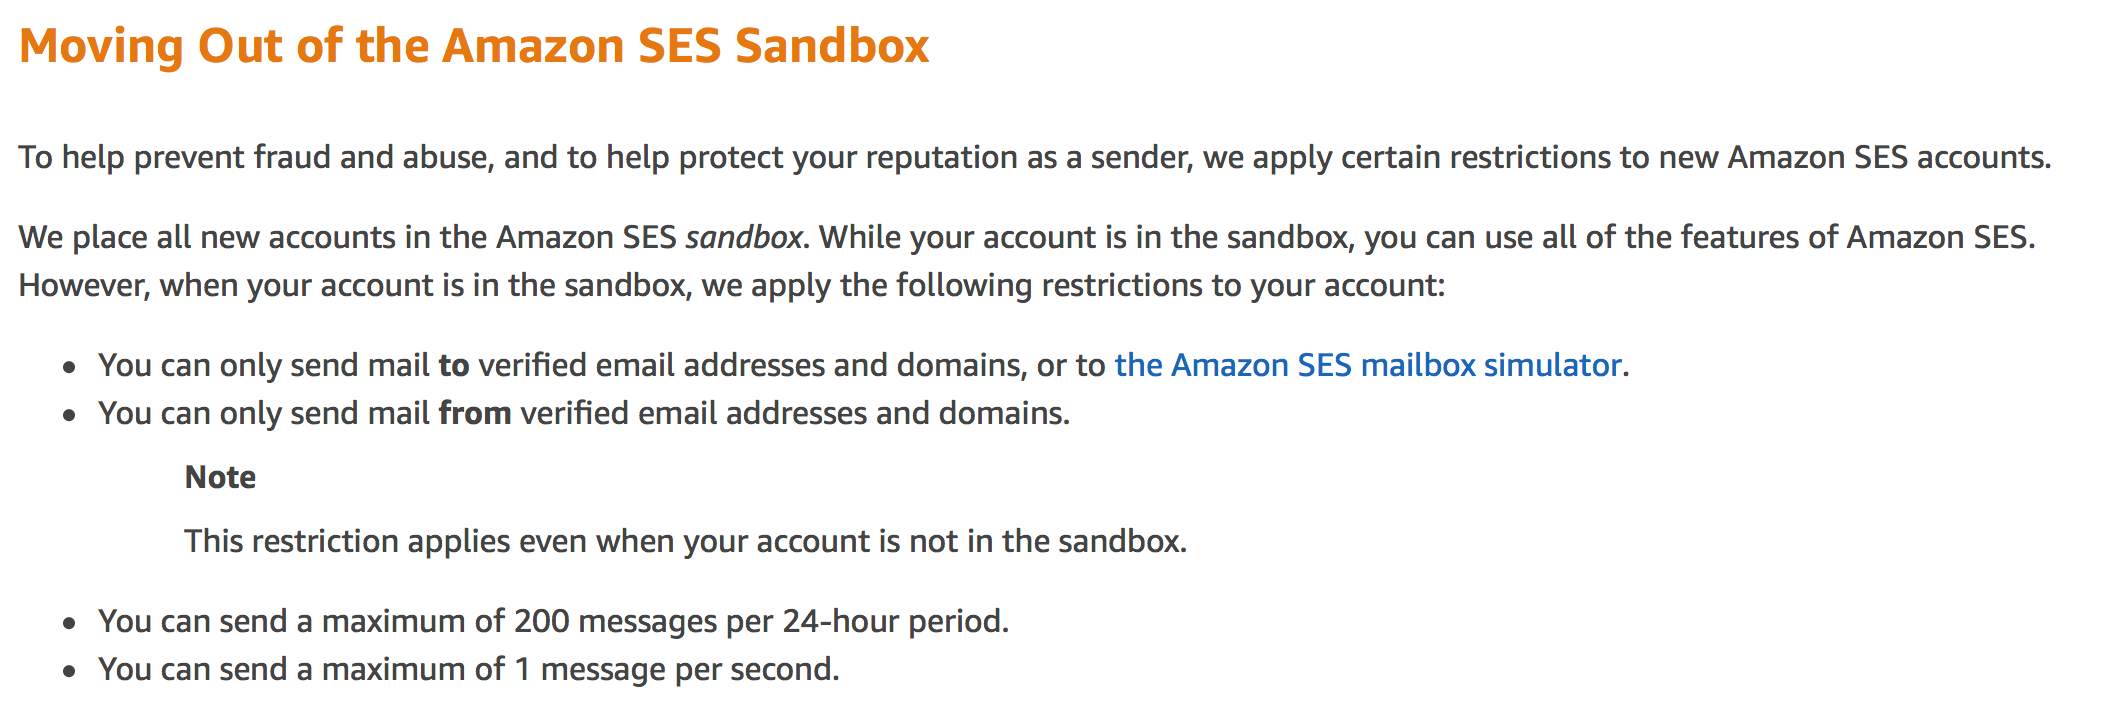 Moving Out of the Amazon SES Sandbox
To help prevent fraud and abuse, and to help protect your reputation as a sender, we apply certain restrictions to new Amazon SES accounts.
We place all new accounts in the Amazon SES sandbox. While your account is in the sandbox, you can use all of the features of Amazon SES.
However, when your account is in the sandbox, we apply the following restrictions to your account:
• You can only send mail to verified email addresses and domains, or to the Amazon SES mailbox simulator.
• You can only send mail from verified email addresses and domains.
Note
This restriction applies even when your account is not in the sandbox.
• You can send a maximum of 200 messages per 24-hour period.
• You can send a maximum of 1 message per second.